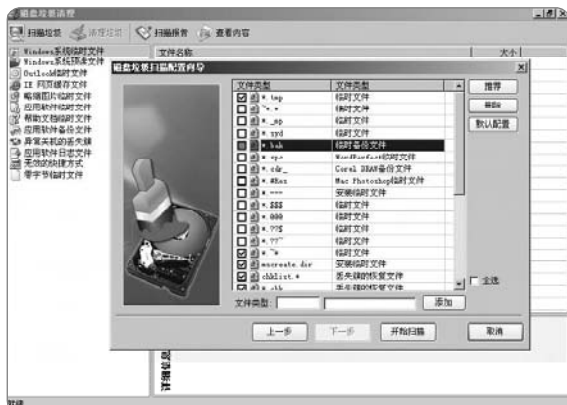 磁盘垃圾清理
扫描垃圾 清理垃圾 扫描报告 查看内容
Windows系统临时文件
Windows系统预读文件
Outlook临时文件
IE 网页缓存文件
缩略图片临时文件
应用软件临时文件
帮助文档临时文件
应用软件备份文件
异常关机的丢失簇
应用软件日志文件
无效的快捷方式
零字节临时文件
文件名称 大小
磁盘垃圾扫描配置向导
文件类型 文件类型
*.tmp 临时文件
~*.* 临时文件
*._mp 临时文件
*.syd 临时文件
*.bak 临时备份文件
WordPerfect临时文件
*.cdr_ Corel DRAW备份文件
*.#Res Mac Photoshop临时文件
*.--- 安装临时文件
*.$$$ 临时文件
*.000 临时文件
*.??$ 临时文件
*.??~ 临时文件
*.~* 临时文件
mscreate.dir 安装临时文件
chklist.* 丢失簇的恢复文件
*.chk 丢失簇的恢复文件
推荐
删除
默认配置
全选
文件类型: 添加
上一步 下一步 开始扫描 取消